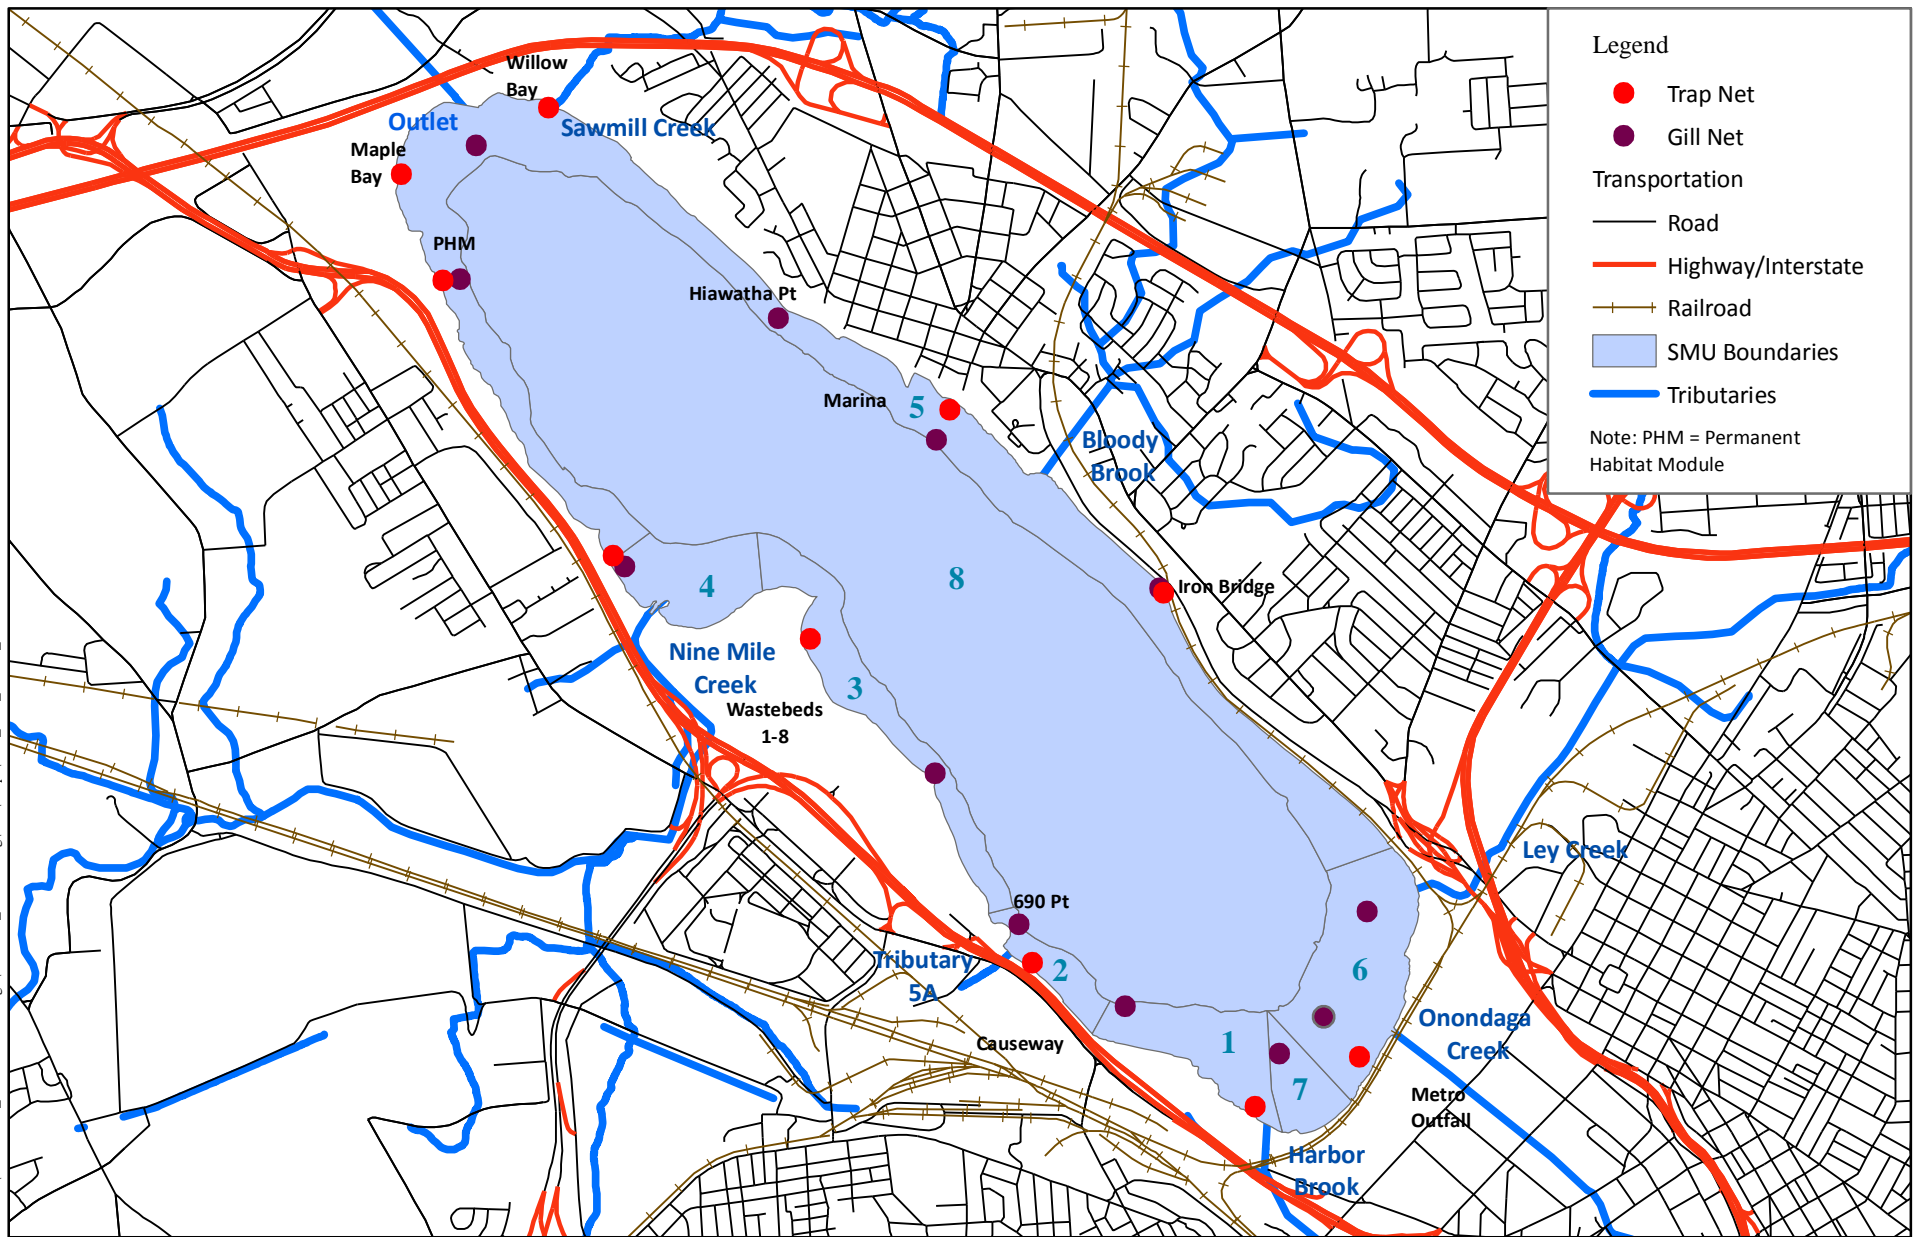 Willow
Bay
Outlet
Sawmill Creek
Maple
Bay
PHM
Hiawatha Pt
Marina
5
Bloody
Brook
4
8
Iron Bridge
Nine Mile
Creek
3
Wastebeds
1-8
Ley Creek
690 Pt
Tributary
5A
2
6
Causeway
1
Onondaga
Creek
7
Metro
Outfall
Harbor
Brook
Legend
Trap Net
Gill Net
Transportation
Road
Highway/Interstate
Railroad
SMU Boundaries
Tributaries
Note: PHM = Permanent
Habitat Module